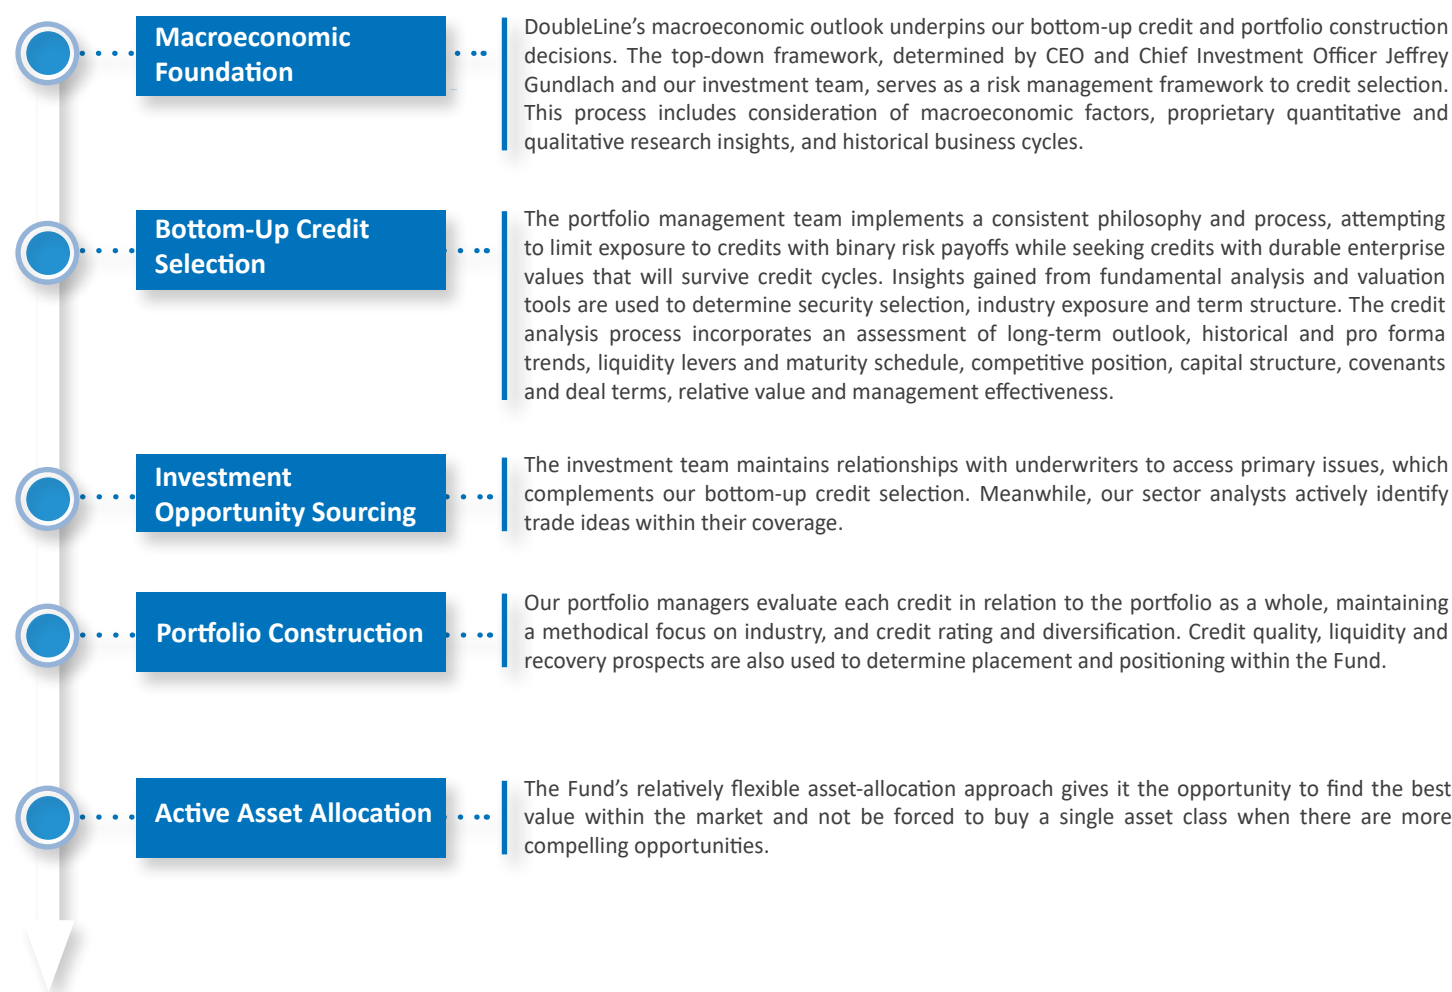 Macroeconomic
Foundation
DoubleLine’s macroeconomic outlook underpins our bottom-up credit and portfolio construction
decisions. The top-down framework, determined by CEO and Chief Investment Officer Jeffrey
Gundlach and our investment team, serves as a risk management framework to credit selection.
This process includes consideration of macroeconomic factors, proprietary quantitative and
qualitative research insights, and historical business cycles.
Bottom-Up Credit
Selection
The portfolio management team implements a consistent philosophy and process, attempting
to limit exposure to credits with binary risk payoffs while seeking credits with durable enterprise
values that will survive credit cycles. Insights gained from fundamental analysis and valuation
tools are used to determine security selection, industry exposure and term structure. The credit
analysis process incorporates an assessment of long-term outlook, historical and pro forma
trends, liquidity levers and maturity schedule, competitive position, capital structure, covenants
and deal terms, relative value and management effectiveness.
Investment
Opportunity Sourcing
The investment team maintains relationships with underwriters to access primary issues, which
complements our bottom-up credit selection. Meanwhile, our sector analysts actively identify
trade ideas within their coverage.
Portfolio Construction
Our portfolio managers evaluate each credit in relation to the portfolio as a whole, maintaining
a methodical focus on industry, and credit rating and diversification. Credit quality, liquidity and
recovery prospects are also used to determine placement and positioning within the Fund.
Active Asset Allocation
The Fund’s relatively flexible asset-allocation approach gives it the opportunity to find the best
value within the market and not be forced to buy a single asset class when there are more
compelling opportunities.